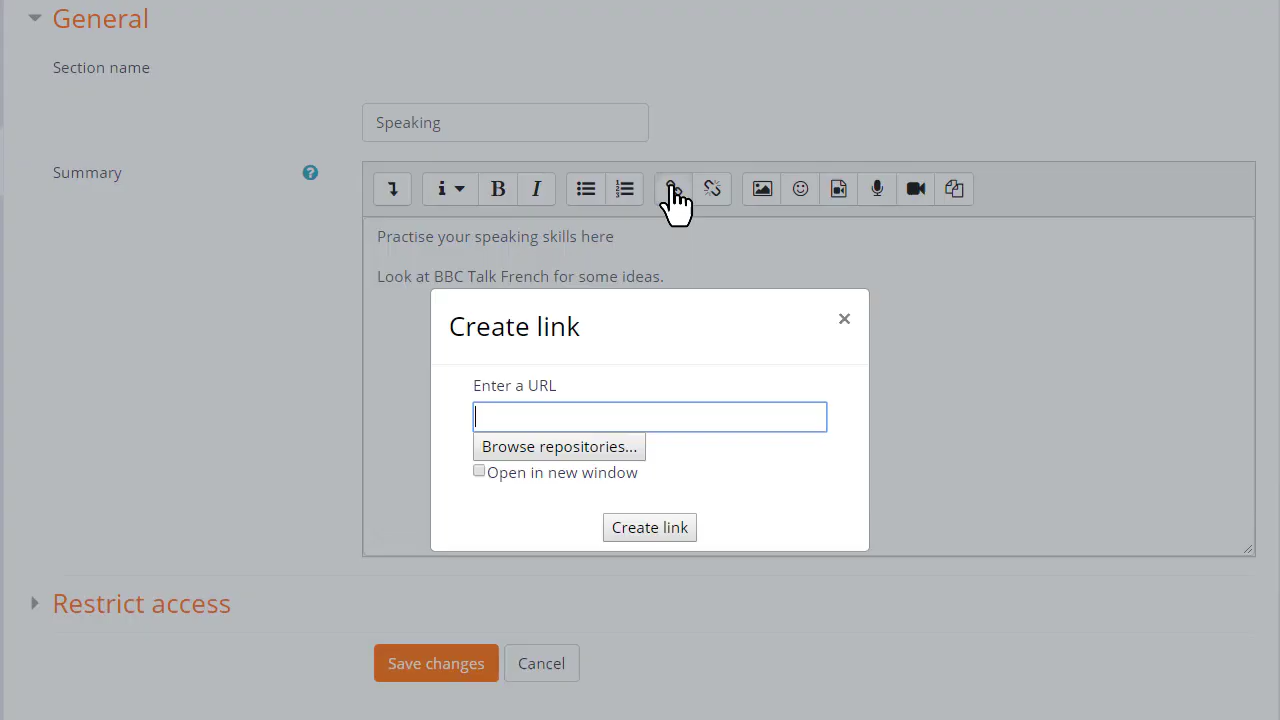 General
Section name
Speaking
Summary
Practise your speaking skills here
Look at BBC Talk French for some ideas.
Create link
Enter a URL
Browse repositories...
Open in new window
Create link
Restrict access
Save changes
Cancel